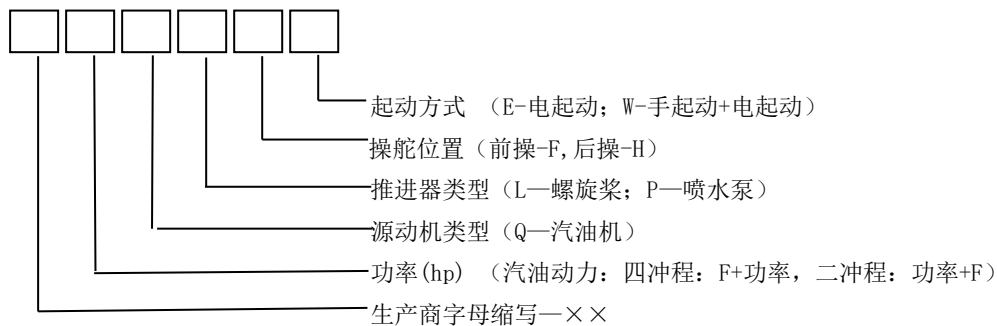 起动方式 （E-电起动；W-手起动+电起动）
操舵位置（前操-F,后操-H）
推进器类型（L—螺旋桨；P—喷水泵）
源动机类型（Q—汽油机）
功率(hp) （汽油动力：四冲程：F+功率，二冲程：功率+F）
生产商字母缩写—××